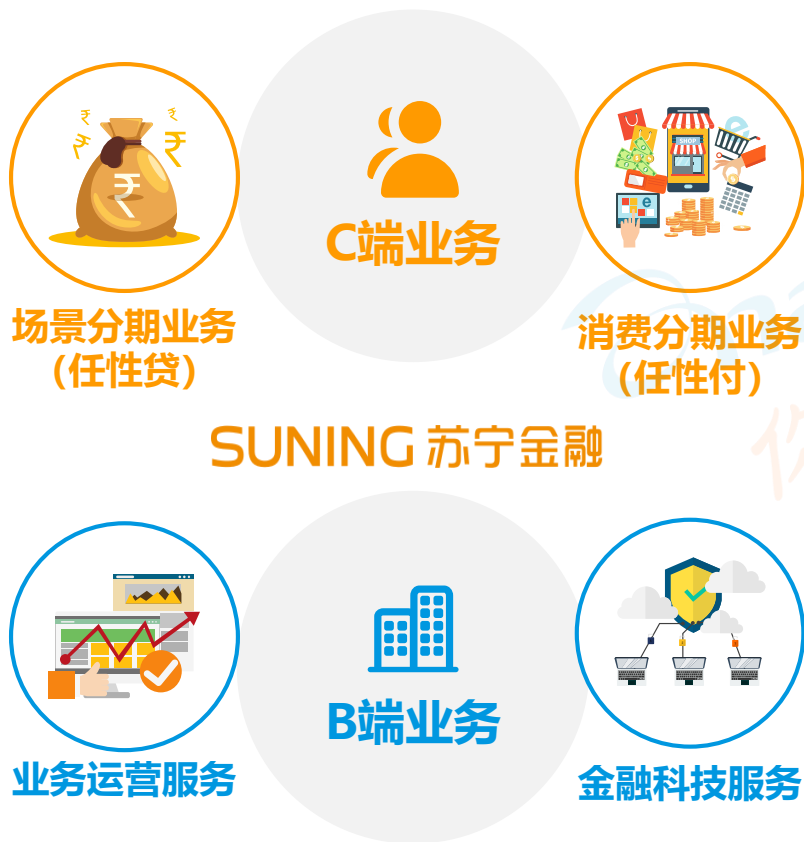 C端业务
SHOP
场景分期业务
（任性贷）
消费分期业务
（任性付）
SUNING 苏宁金融
B端业务
业务运营服务
金融科技服务